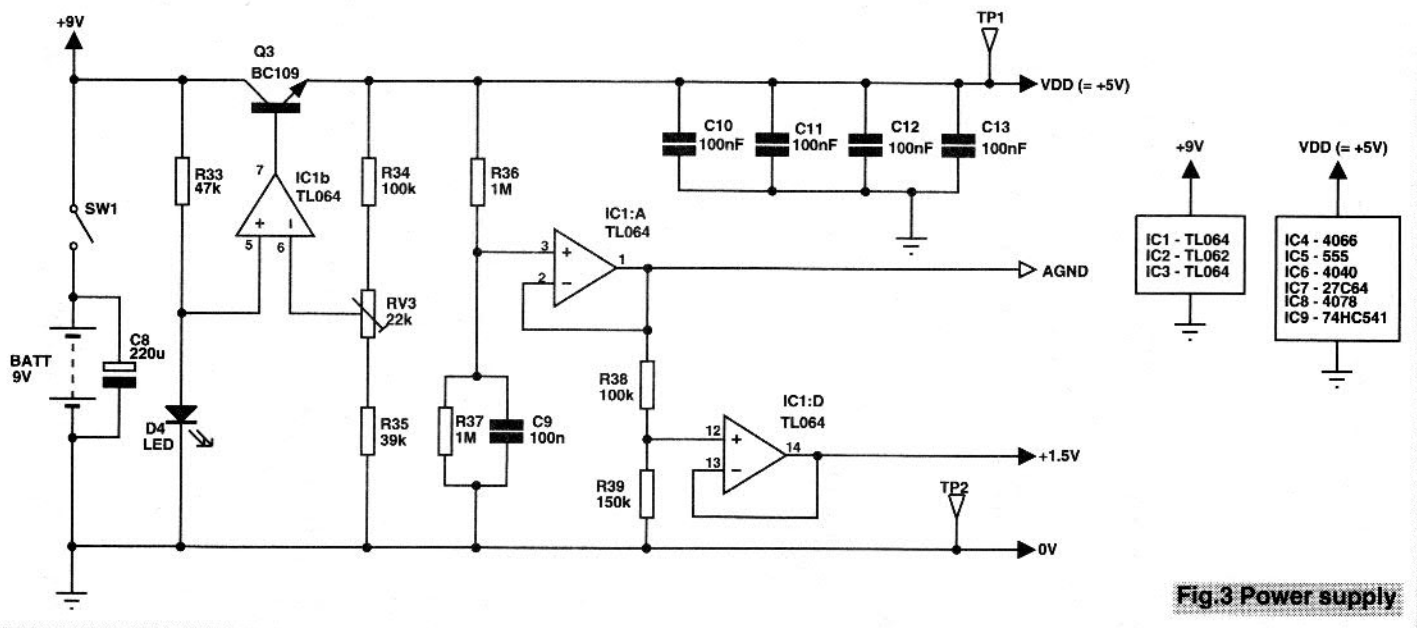 +9V
Q3
BC109
TP1
VDD (= +5V)
R33
47k
7
IC1b
TL064
+
−
5
6
R34
100k
R36
1M
C10
100nF
C11
100nF
C12
100nF
C13
100nF
SW1
IC1:A
TL064
3
+
2
−
1
AGND
RV3
22k
C8
220u
BATT
9V
D4
LED
R35
39k
R37
1M
C9
100n
R38
100k
IC1:D
TL064
12
+
13
−
14
+1.5V
R39
150k
TP2
0V
+9V
IC1 - TL064
IC2 - TL062
IC3 - TL064
VDD (= +5V)
IC4 - 4066
IC5 - 555
IC6 - 4040
IC7 - 27C64
IC8 - 4078
IC9 - 74HC541
Fig.3 Power supply